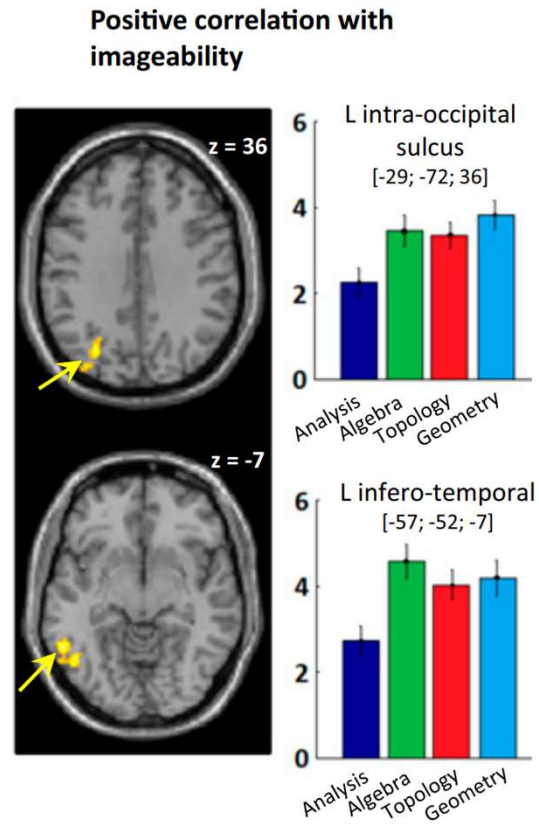 Positive correlation with
imageability
z = 36
6
L intra-occipital
sulcus
[-29; -72; 36]
4
2
0
Analysis
Algebra
Topology
Geometry
z = -7
6
L infero-temporal
[-57; -52; -7]
4
2
0
Analysis
Algebra
Topology
Geometry